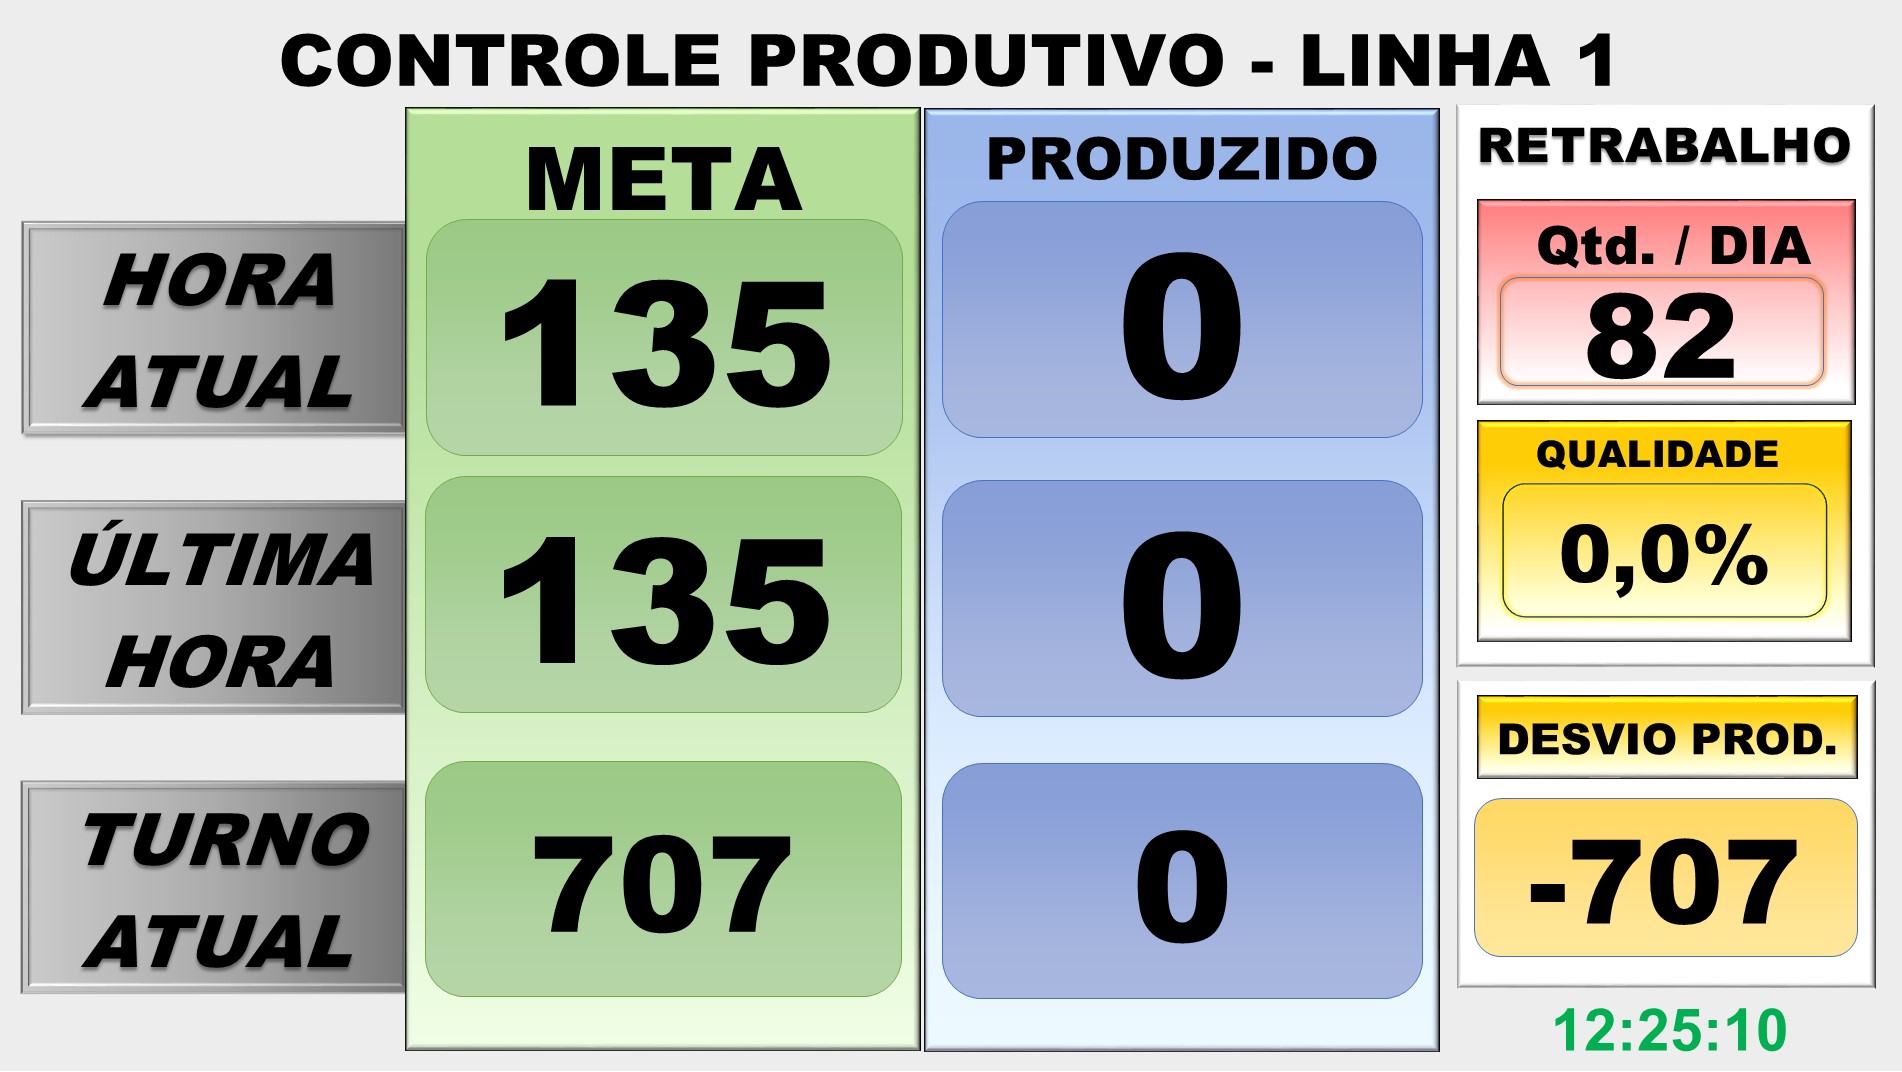 CONTROLE PRODUTIVO - LINHA 1
META
PRODUZIDO
HORA
ATUAL
135
0
ÚLTIMA
HORA
135
0
TURNO
ATUAL
707
0
RETRABALHO
Qtd. / DIA
82
QUALIDADE
0,0%
DESVIO PROD.
-707
12:25:10